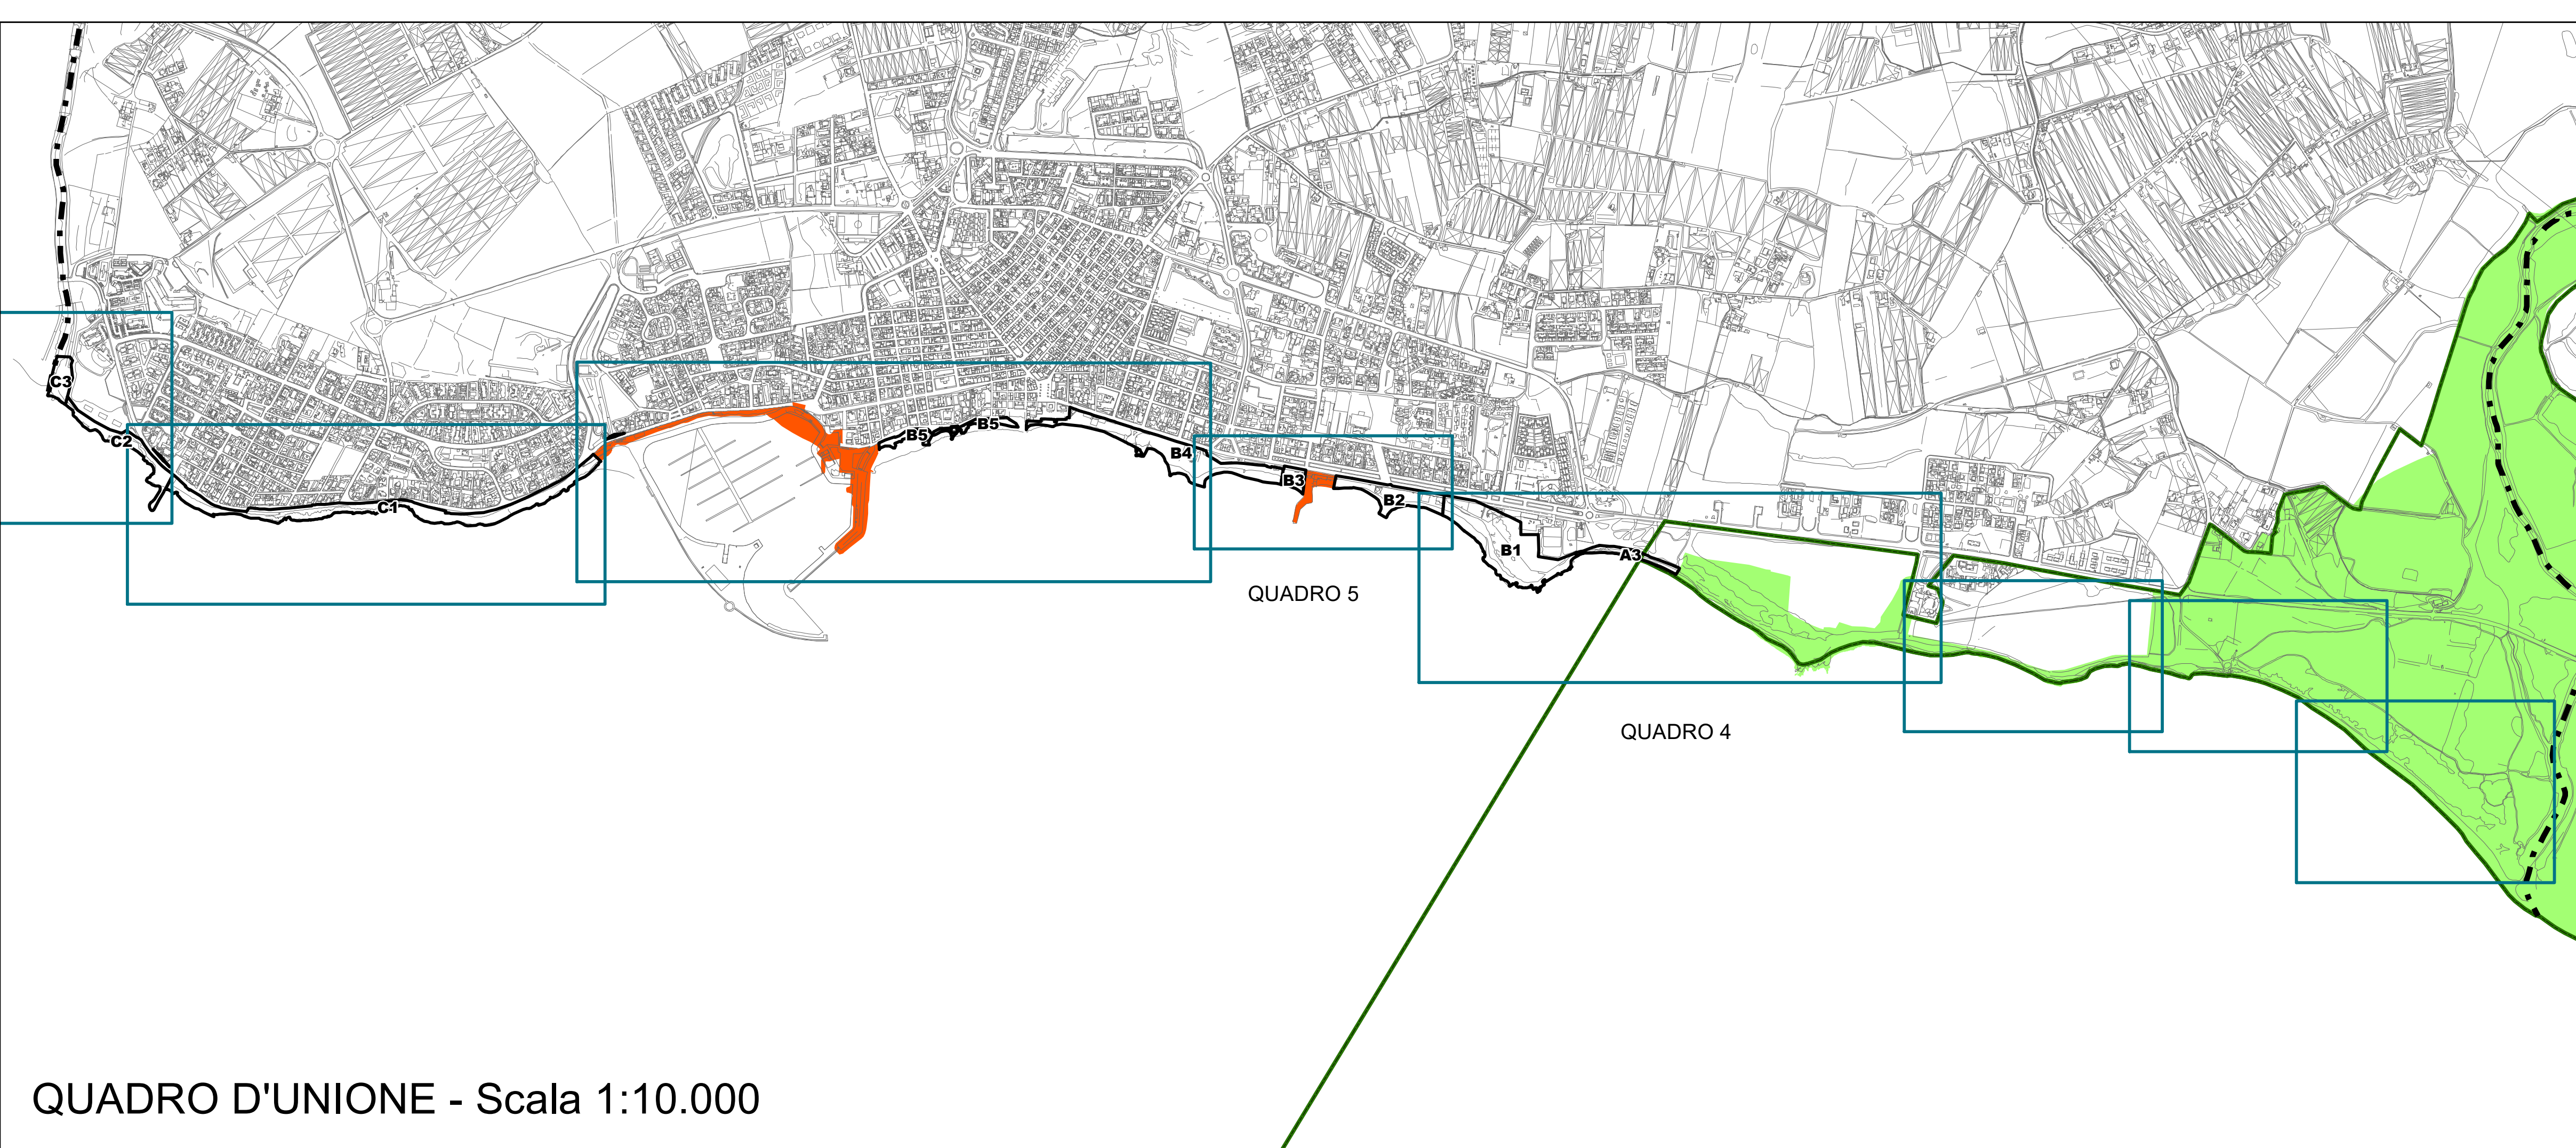 C3
C2
C1
B5
B5
B4
B3
B2
B1
A3
QUADRO 5
QUADRO 4
QUADRO D'UNIONE - Scala 1:10.000